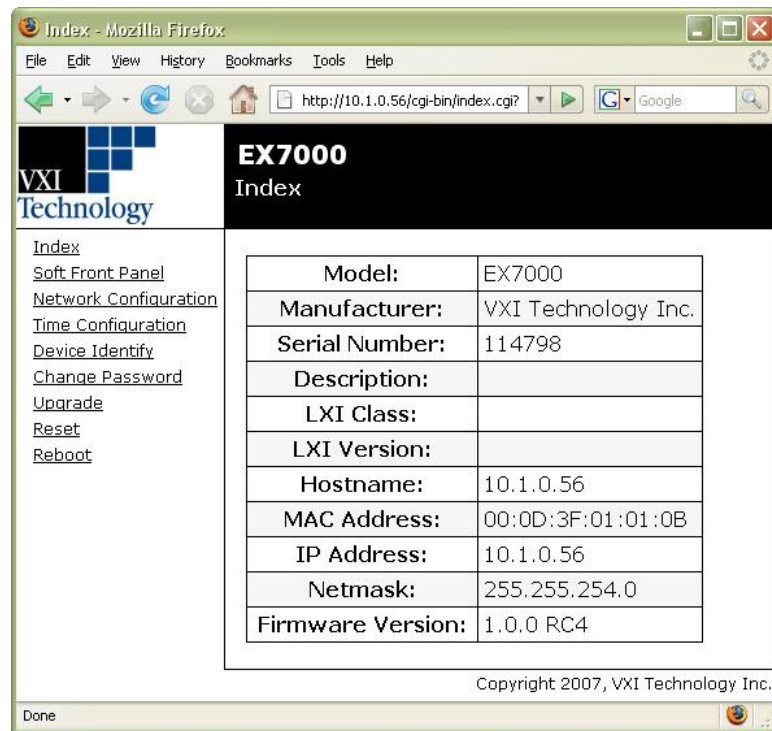 Index - Mozilla Firefox
File Edit View History Bookmarks Tools Help
http://10.1.0.56/cgi-bin/index.cgi? G Google
VXI
Technology
EX7000
Index
Index
Soft Front Panel
Network Configuration
Time Configuration
Device Identify
Change Password
Upgrade
Reset
Reboot
Model: EX7000
Manufacturer: VXI Technology Inc.
Serial Number: 114798
Description:
LXI Class:
LXI Version:
Hostname: 10.1.0.56
MAC Address: 00:0D:3F:01:01:0B
IP Address: 10.1.0.56
Netmask: 255.255.254.0
Firmware Version: 1.0.0 RC4
Copyright 2007, VXI Technology Inc.
Done